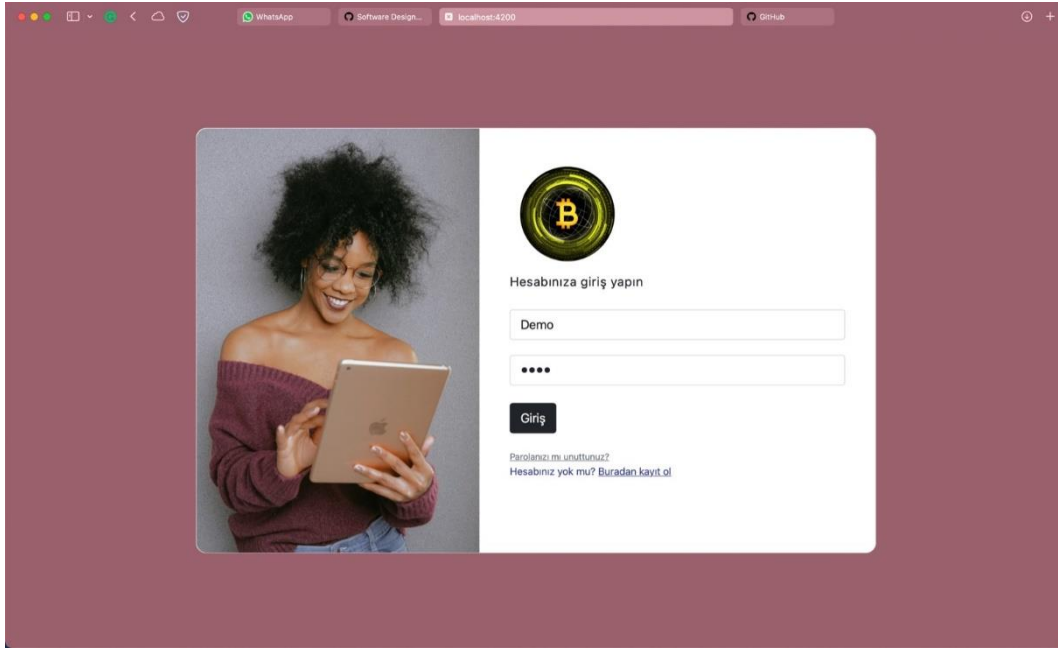 WhatsApp
Software Design...
localhost:4200
GitHub
Hesabınıza giriş yapın
Demo
••••
Giriş
Parolanızı mı unuttunuz?
Hesabınız yok mu? Buradan kayıt ol